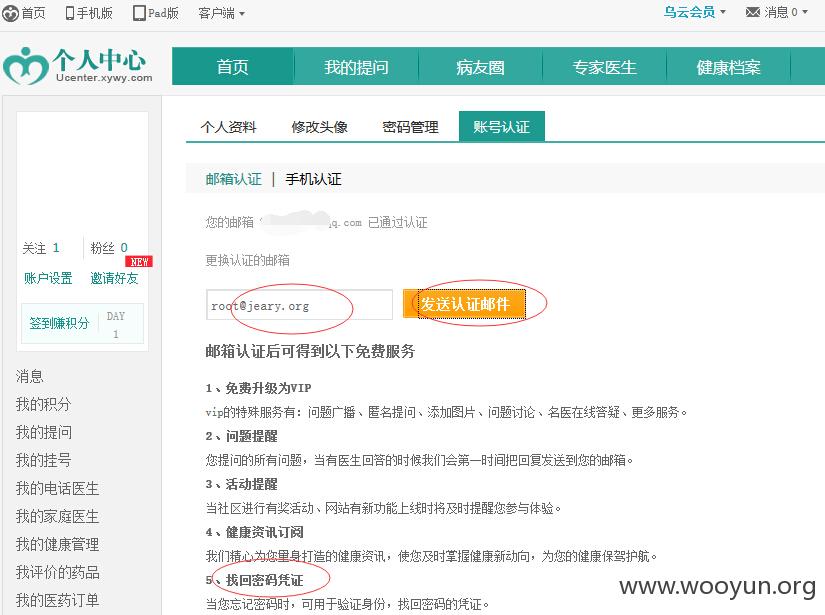 首页 手机版 Pad版 客户端 乌云会员 消息 0
个人中心
Ucenter.xywy.com
首页 我的提问 病友圈 专家医生 健康档案
个人资料 修改头像 密码管理 账号认证
邮箱认证 | 手机认证
您的邮箱 q.com 已通过认证
更换认证的邮箱
root@jeary.org 发送认证邮件
关注 1 粉丝 0
NEW
账户设置 邀请好友
签到赚积分 DAY
1
邮箱认证后可得到以下免费服务
1、免费升级为VIP
vip的特殊服务有：问题广播、匿名提问、添加图片、问题讨论、名医在线答疑、更多服务。
2、问题提醒
您提问的所有问题，当有医生回答的时候我们会第一时间把回复发送到您的邮箱。
3、活动提醒
当社区进行有奖活动、网站有新功能上线时将及时提醒您参与体验。
4、健康资讯订阅
我们精心为您量身打造的健康资讯，使您及时掌握健康新动向，为您的健康保驾护航。
5、找回密码凭证
当您忘记密码时，可用于验证身份，找回密码的凭证。
消息
我的积分
我的提问
我的挂号
我的电话医生
我的家庭医生
我的健康管理
我评价的药品
我的医药订单
www.wooyun.org